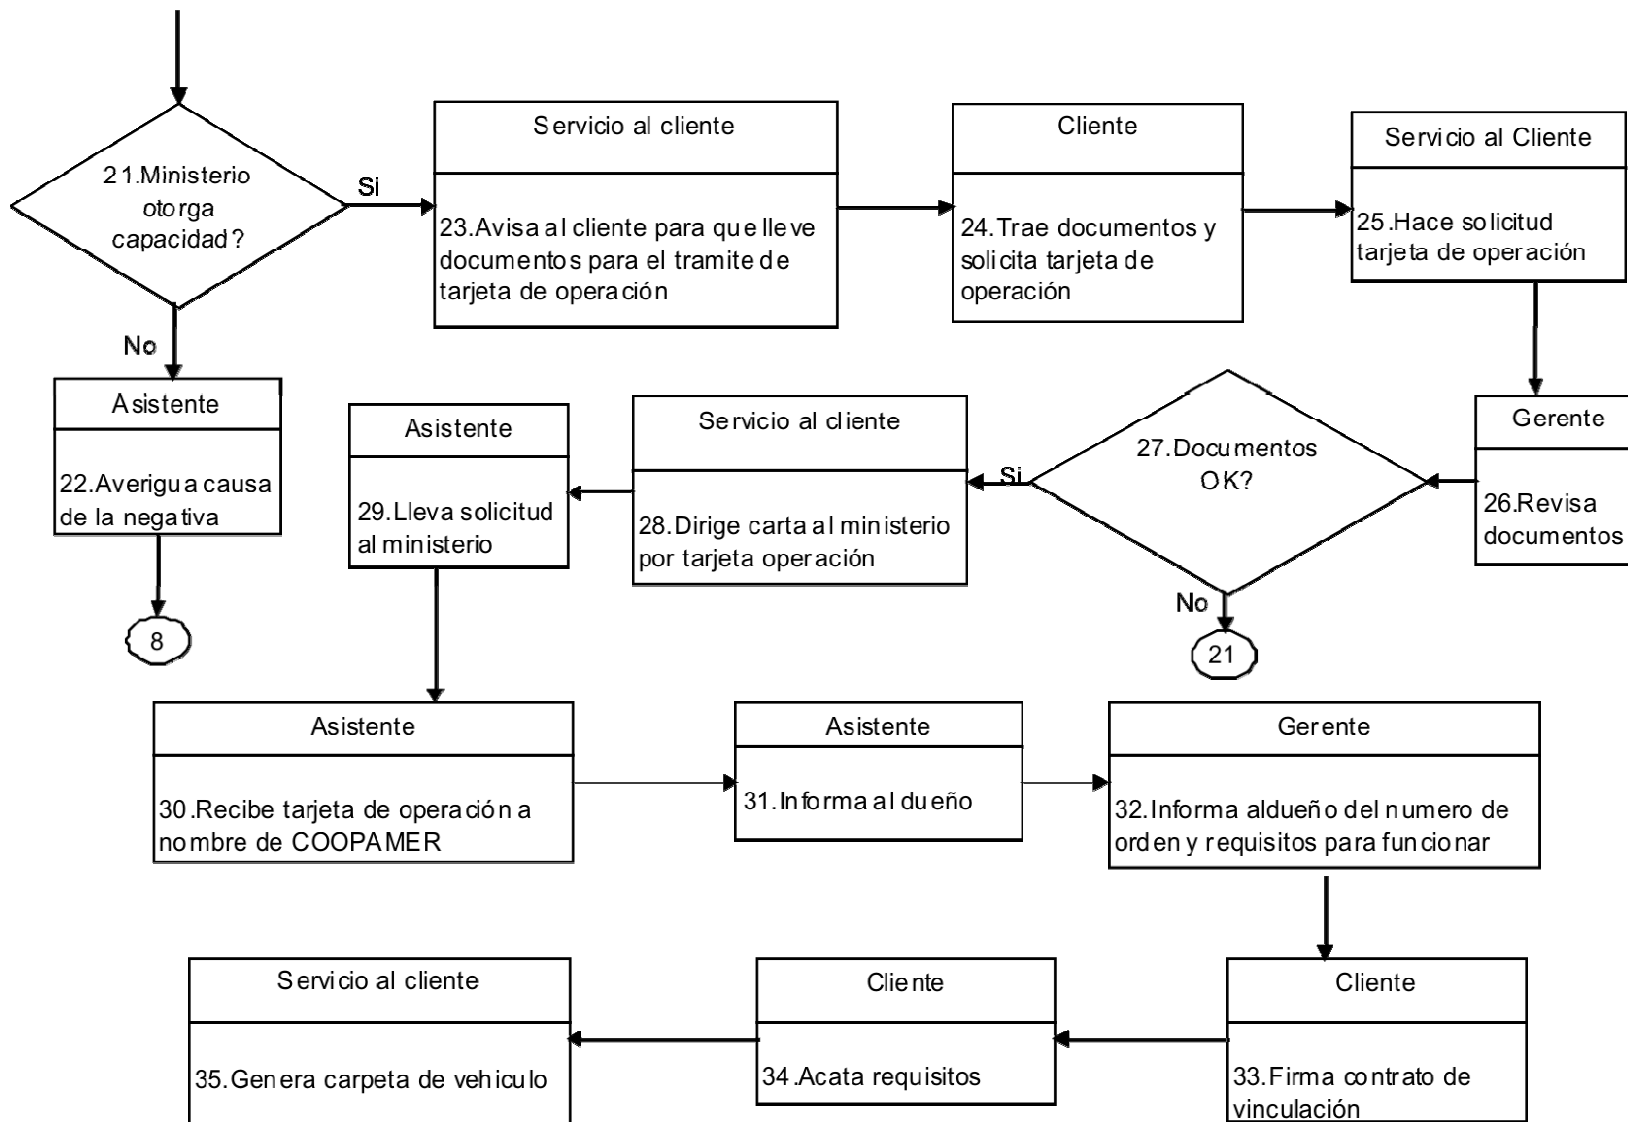 21.Ministerio
otorga
capacidad?
Si
No
Servicio al cliente
23.Avisa al cliente para que lleve
documentos para el tramite de
tarjeta de operación
Cliente
24.Trae documentos y
solicita tarjeta de
operación
Servicio al Cliente
25.Hace solicitud
tarjeta de operación
Asistente
22.Averigua causa
de la negativa
8
Gerente
26.Revisa
documentos
27.Documentos
OK?
Si
No
21
Servicio al cliente
28.Dirige carta al ministerio
por tarjeta operación
Asistente
29.Lleva solicitud
al ministerio
Asistente
30.Recibe tarjeta de operación a
nombre de COOPAMER
Asistente
31.Informa al dueño
Gerente
32.Informa aldueño del numero de
orden y requisitos para funcionar
Cliente
33.Firma contrato de
vinculación
Cliente
34.Acata requisitos
Servicio al cliente
35.Genera carpeta de vehiculo